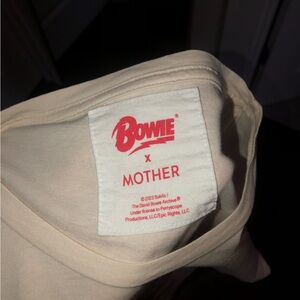 BOWIE®
X
MOTHER
The David Bowie Archive®
Under license to Perryscope
Productions, LLC/Epic Rights, LLC.